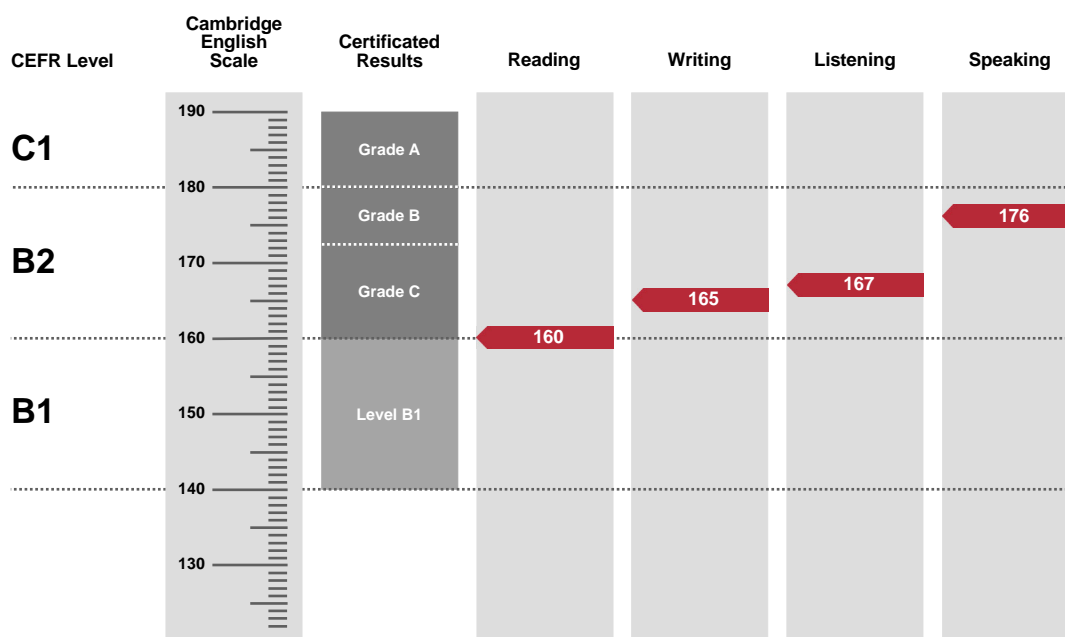 CEFR Level
Cambridge
English
Scale
Certificated
Results
Reading
Writing
Listening
Speaking
C1
B2
B1
190
180
170
160
150
140
130
Grade A
Grade B
Grade C
Level B1
160
165
167
176